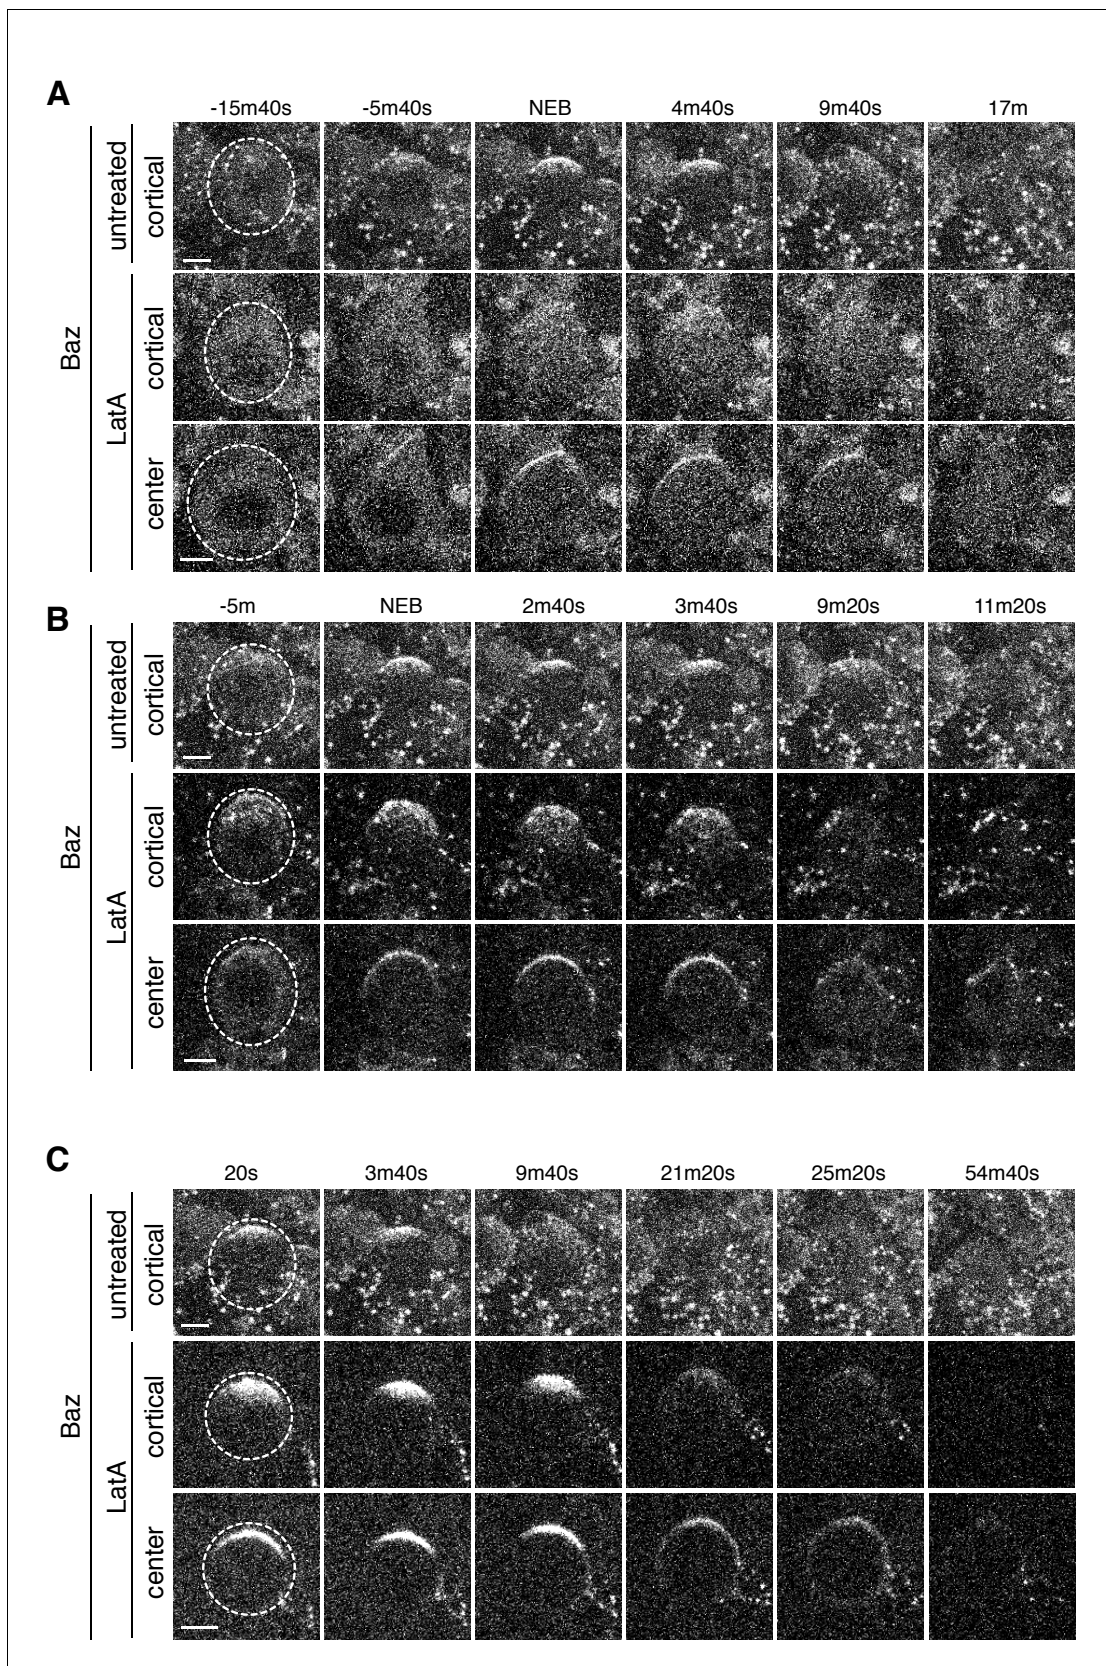 A
-15m40s -5m40s NEB 4m40s 9m40s 17m
Baz
untreated
cortical
LatA
cortical
center
B
-5m NEB 2m40s 3m40s 9m20s 11m20s
Baz
untreated
cortical
LatA
cortical
center
C
20s 3m40s 9m40s 21m20s 25m20s 54m40s
Baz
untreated
cortical
LatA
cortical
center